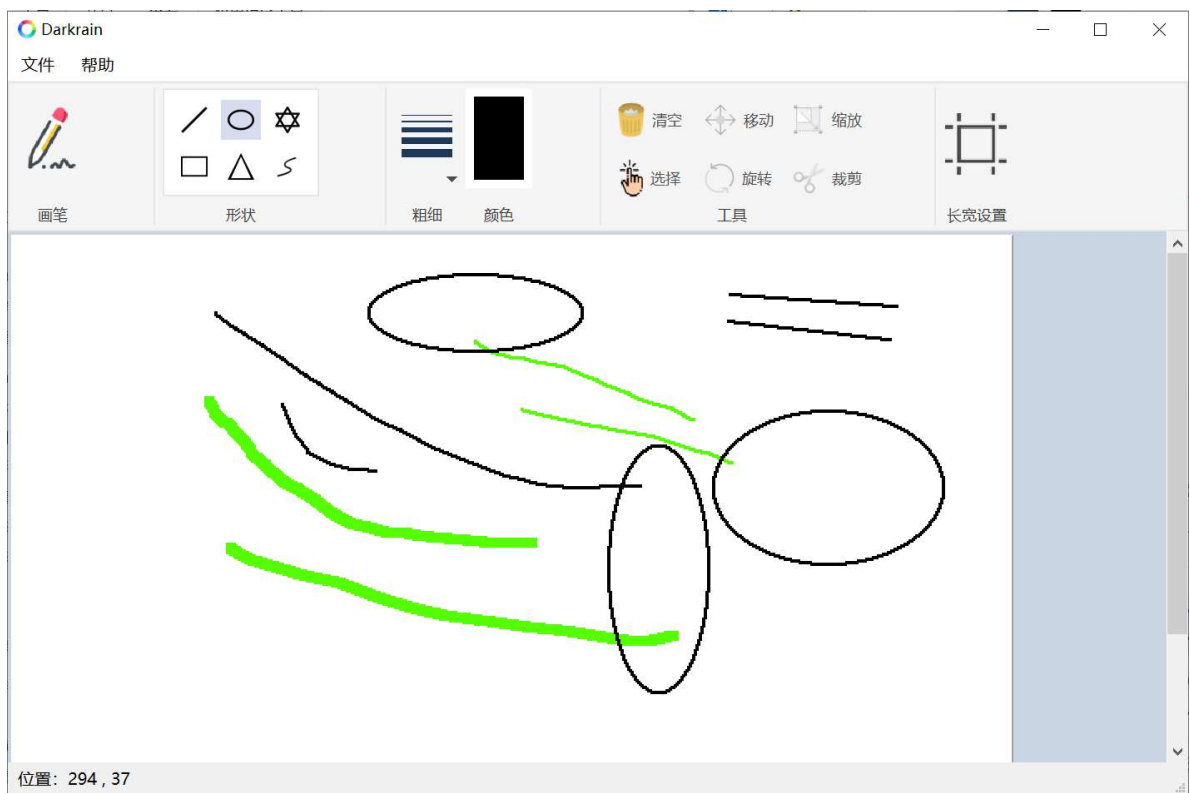 Darkrain
文件 帮助
清空 移动 缩放
选择 旋转 裁剪
画笔 形状 粗细 颜色 工具 长宽设置
位置：294 , 37